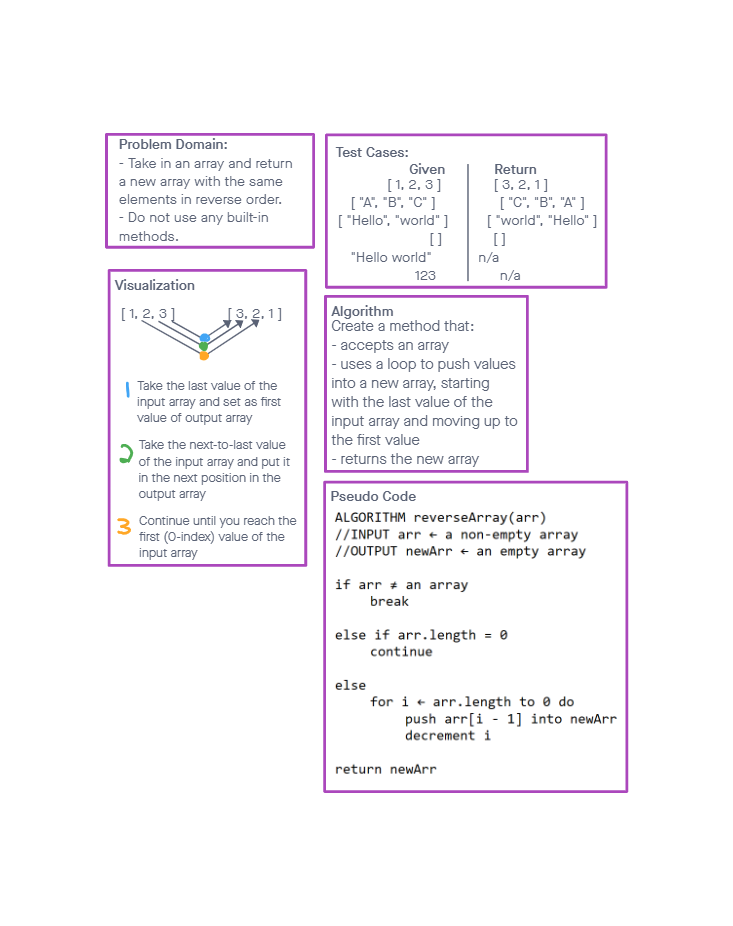 Problem Domain:
- Take in an array and return
a new array with the same
elements in reverse order.
- Do not use any built-in
methods.
Test Cases:
Given Return
[ 1, 2, 3 ] [ 3, 2, 1 ]
[ "A", "B", "C" ] [ "C", "B", "A" ]
[ "Hello", "world" ] [ "world", "Hello" ]
[ ] [ ]
"Hello world" n/a
123 n/a
Visualization
[ 1, 2, 3 ] [ 3, 2, 1 ]
1 Take the last value of the
input array and set as first
value of output array
2 Take the next-to-last value
of the input array and put it
in the next position in the
output array
3 Continue until you reach the
first (0-index) value of the
input array
Algorithm
Create a method that:
- accepts an array
- uses a loop to push values
into a new array, starting
with the last value of the
input array and moving up to
the first value
- returns the new array
Pseudo Code
ALGORITHM reverseArray(arr)
//INPUT arr ← a non-empty array
//OUTPUT newArr ← an empty array
if arr ≠ an array
break
else if arr.length = 0
continue
else
for i ← arr.length to 0 do
push arr[i - 1] into newArr
decrement i
return newArr